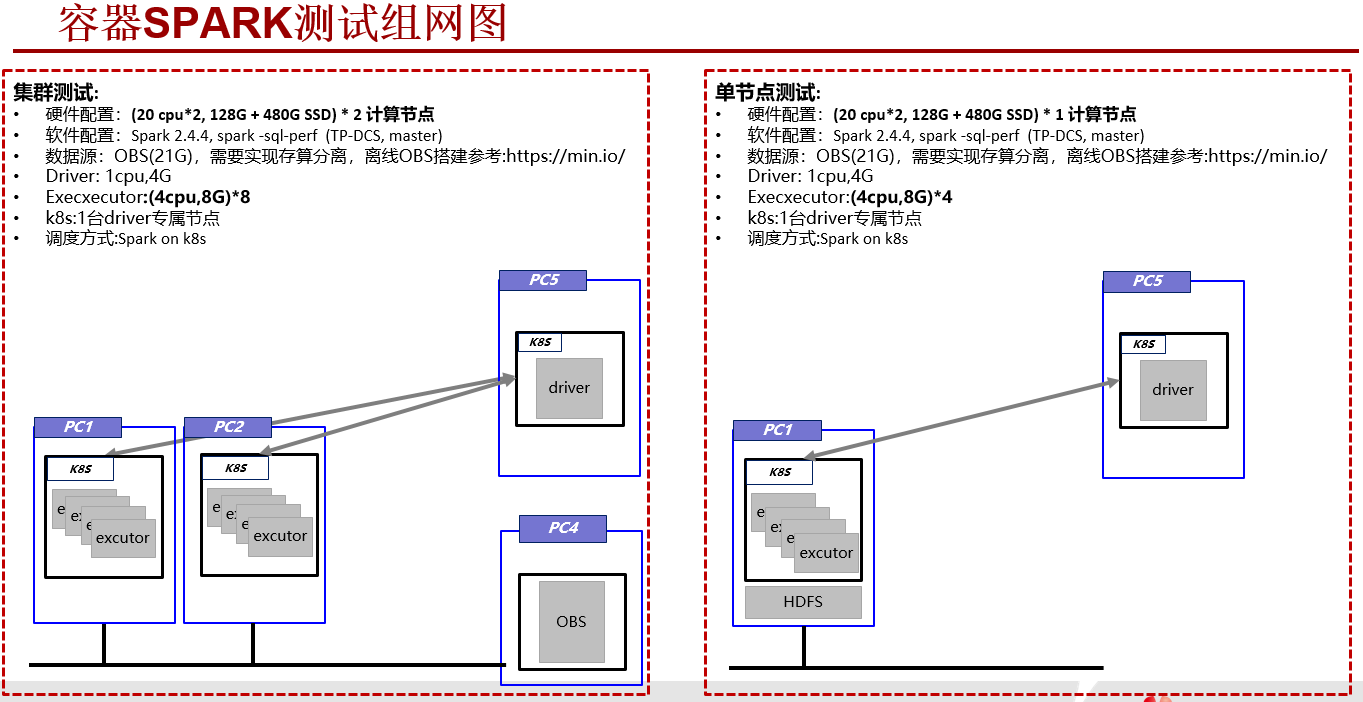 容器SPARK测试组网图
集群测试:
• 硬件配置：(20 cpu*2, 128G + 480G SSD) * 2 计算节点
• 软件配置：Spark 2.4.4, spark -sql-perf (TP-DCS, master)
• 数据源：OBS(21G)，需要实现存算分离，离线OBS搭建参考:https://min.io/
• Driver: 1cpu,4G
• Execxecutor:(4cpu,8G)*8
• k8s:1台driver专属节点
• 调度方式:Spark on k8s
PC5
K8S
driver
PC1
K8S
e
ex
e
excutor
PC2
K8S
e
e
e
excutor
PC4
OBS
单节点测试:
• 硬件配置：(20 cpu*2, 128G + 480G SSD) * 1 计算节点
• 软件配置：Spark 2.4.4, spark -sql-perf (TP-DCS, master)
• 数据源：OBS(21G)，需要实现存算分离，离线OBS搭建参考:https://min.io/
• Driver: 1cpu,4G
• Execxecutor:(4cpu,8G)*4
• k8s:1台driver专属节点
• 调度方式:Spark on k8s
PC5
K8S
driver
PC1
K8S
e
ex
e
excutor
HDFS